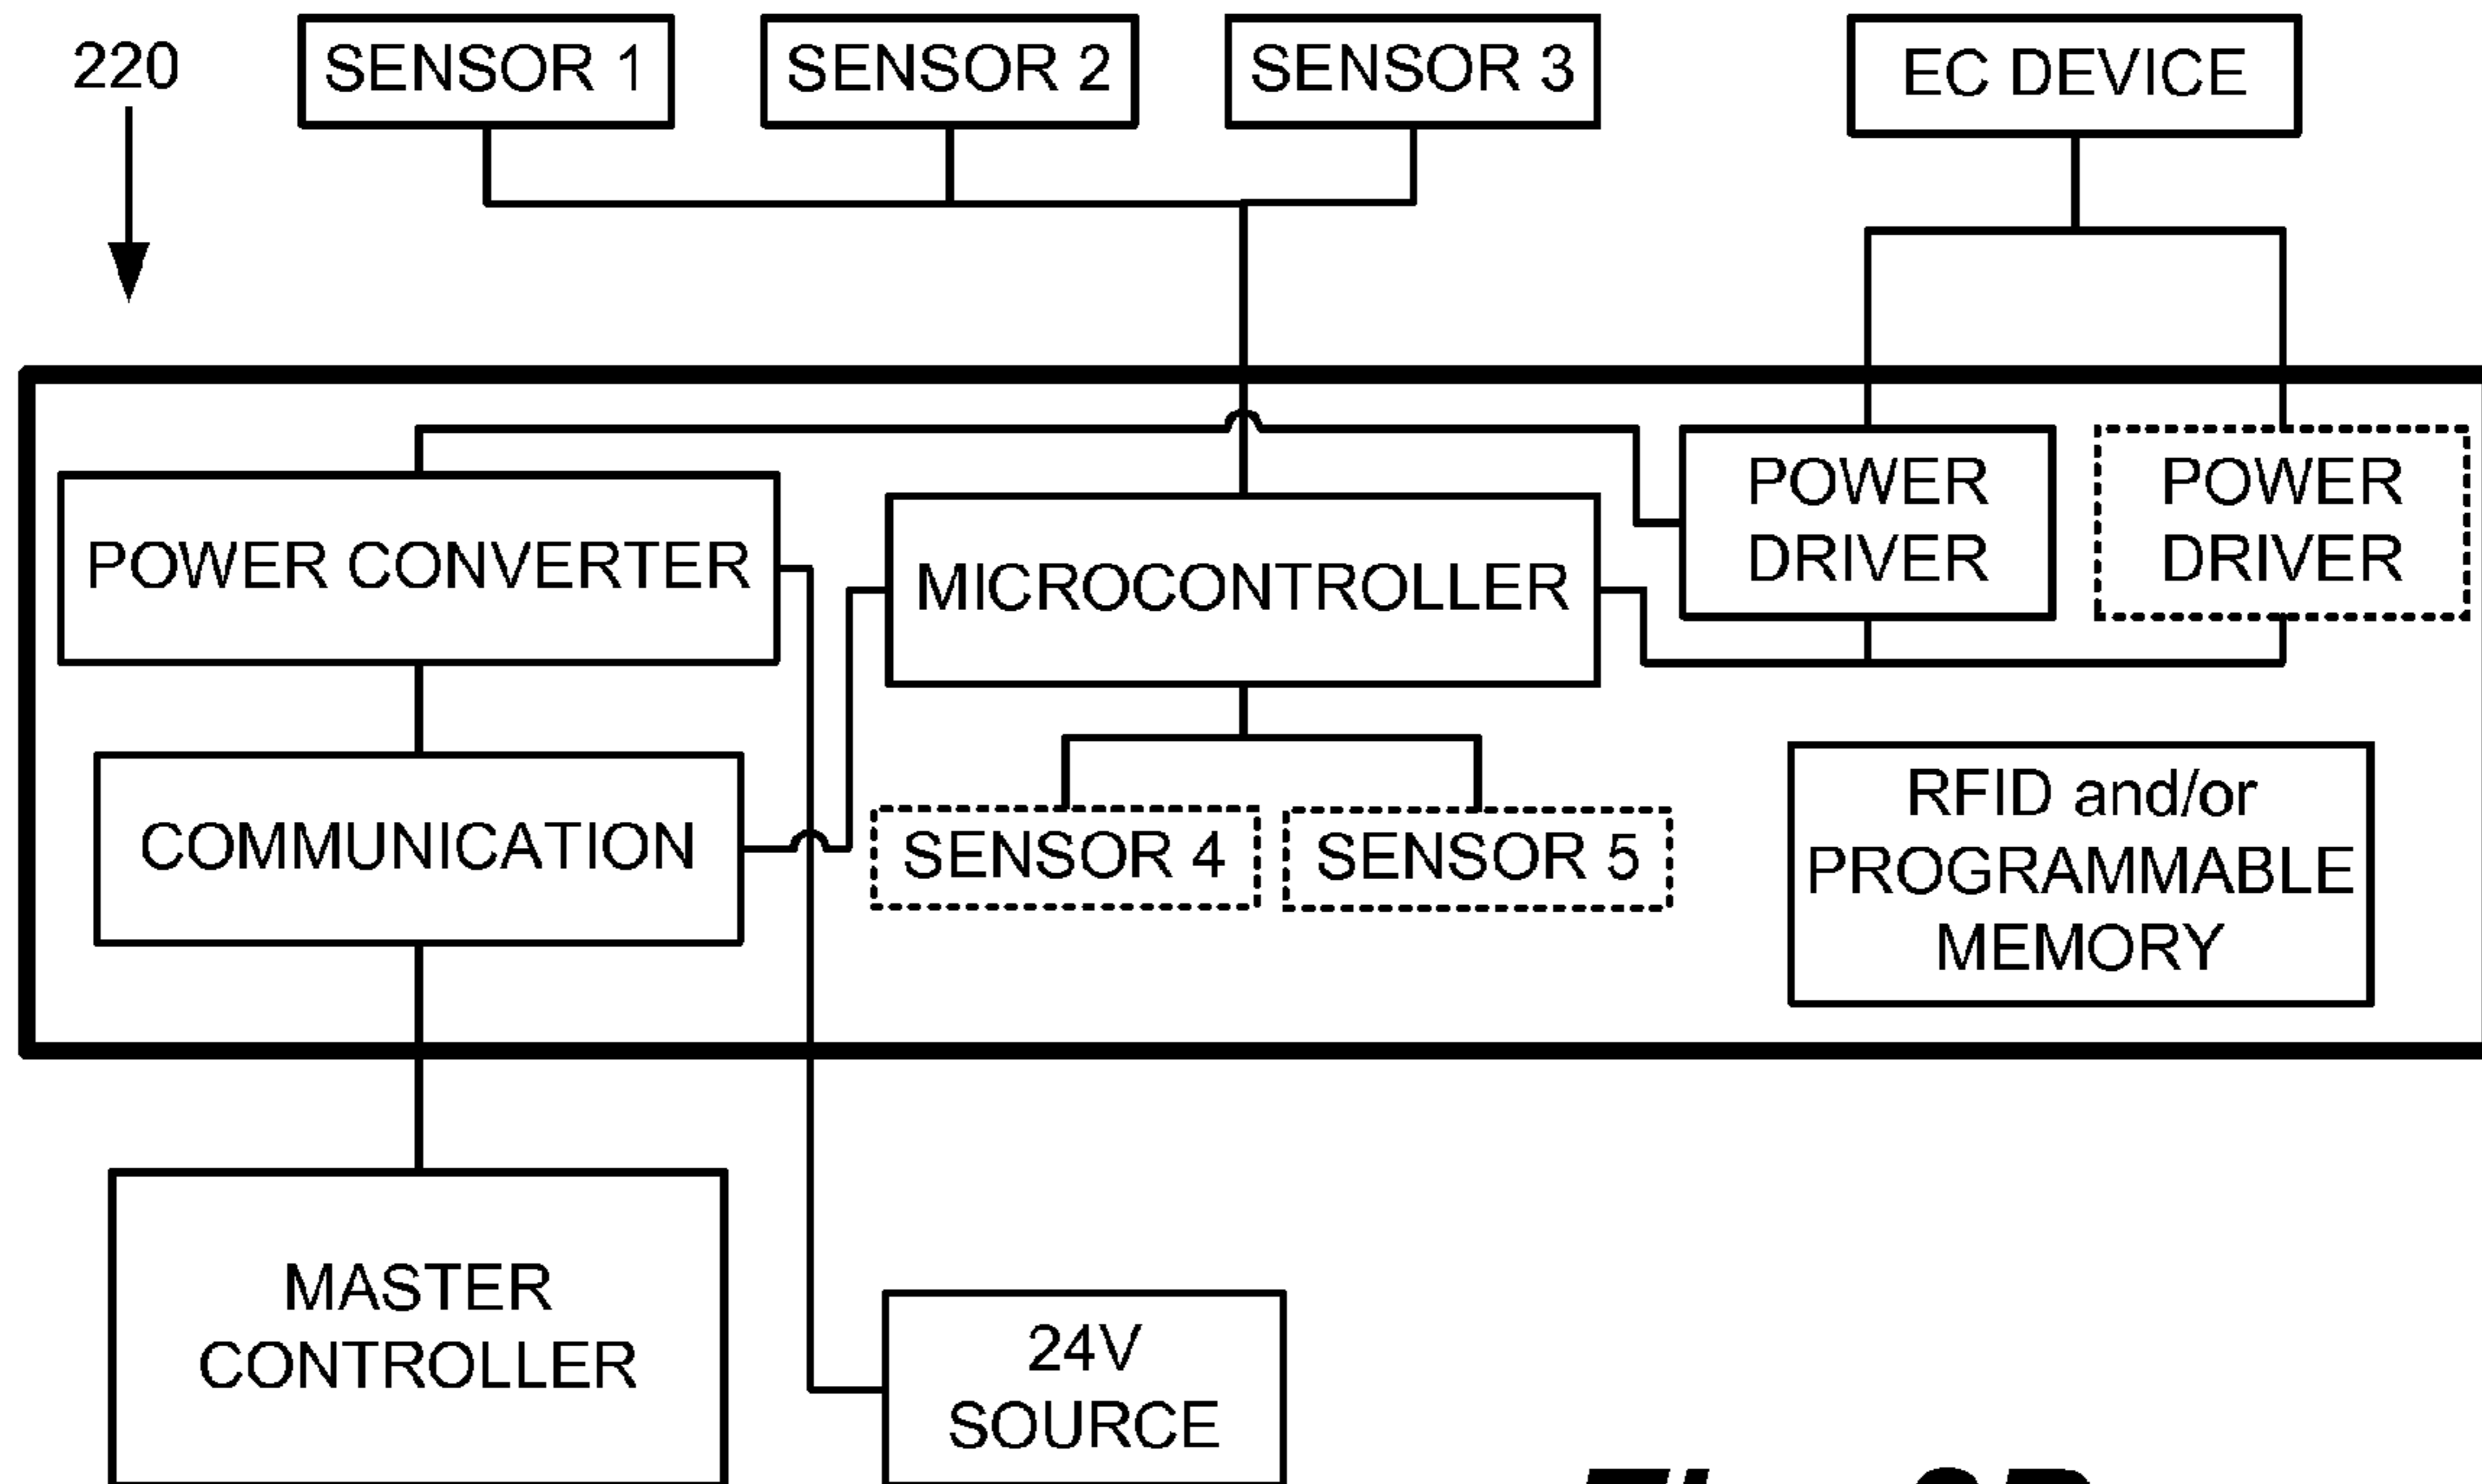 220
SENSOR 1
SENSOR 2
SENSOR 3
EC DEVICE
POWER CONVERTER
MICROCONTROLLER
POWER
DRIVER
POWER
DRIVER
COMMUNICATION
SENSOR 4
SENSOR 5
RFID and/or
PROGRAMMABLE
MEMORY
MASTER
CONTROLLER
24V
SOURCE